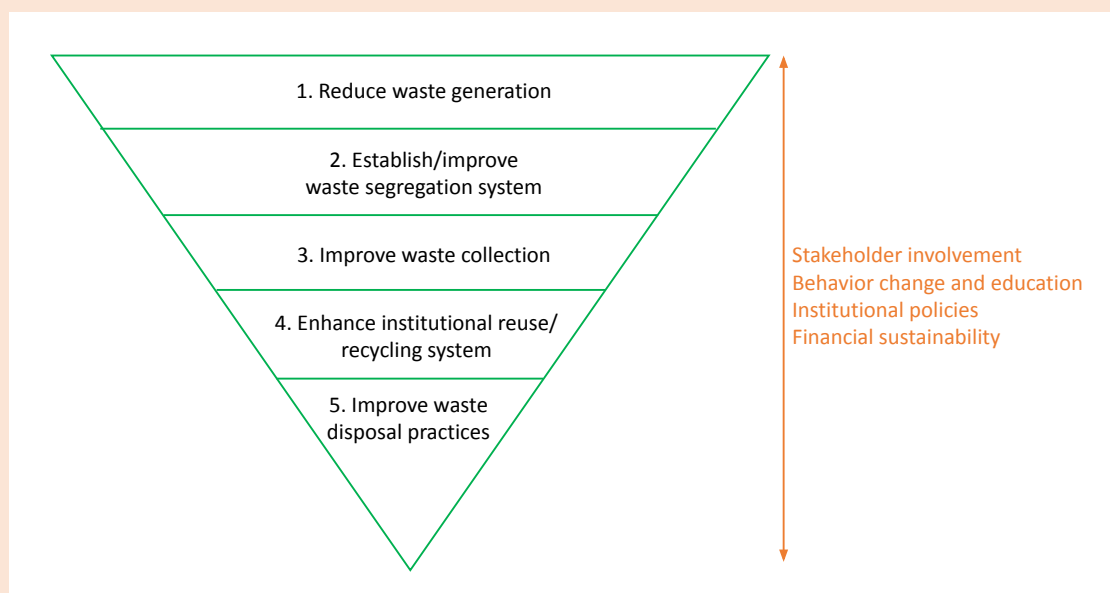 1. Reduce waste generation
2. Establish/improve
waste segregation system
3. Improve waste collection
4. Enhance institutional reuse/
recycling system
5. Improve waste
disposal practices
Stakeholder involvement
Behavior change and education
Institutional policies
Financial sustainability